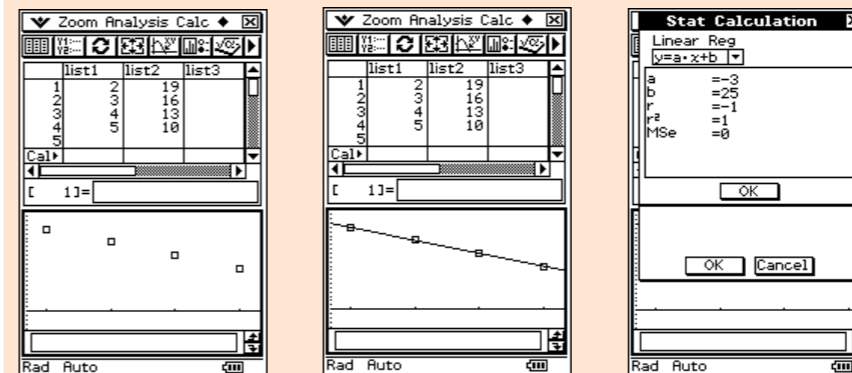 Zoom Analysis Calc
list1 list2 list3
1 2 19
2 3 16
3 4 13
4 5 10
5
Cal
[ 1]=
Rad Auto
Zoom Analysis Calc
list1 list2 list3
1 2 19
2 3 16
3 4 13
4 5 10
5
Cal
[ 1]=
Rad Auto
Stat Calculation
Linear Reg
y=a·x+b
a =-3
b =25
r =-1
r² =1
MSe =0
OK
OK Cancel
Rad Auto